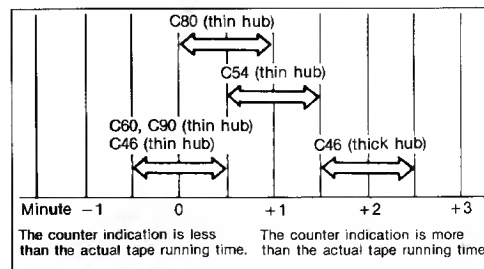 C80 (thin hub)
C54 (thin hub)
C60, C90 (thin hub)
C46 (thin hub)
C46 (thick hub)
Minute −1 0 +1 +2 +3
The counter indication is less
than the actual tape running time.
The counter indication is more
than the actual tape running time.